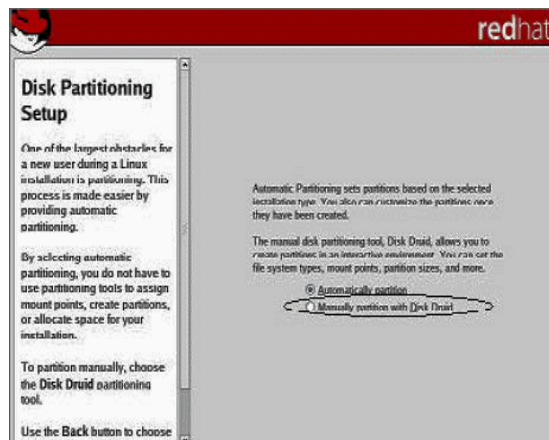 redhat
Disk Partitioning
Setup
One of the largest obstacles for
a new user during a Linux
installation is partitioning. This
process is made easier by
providing automatic
partitioning.
By selecting automatic
partitioning, you do not have to
use partitioning tools to assign
mount points, create partitions,
or allocate space for your
installation.
To partition manually, choose
the Disk Druid partitioning
tool.
Use the Back button to choose
Automatic Partitioning sets partitions based on the selected
installation type. You also can customize the partitions once
they have been created.
The manual disk partitioning tool, Disk Druid, allows you to
create partitions in an interactive environment. You can set the
file system types, mount points, partition sizes, and more.
Automatically partition
Manually partition with Disk Druid